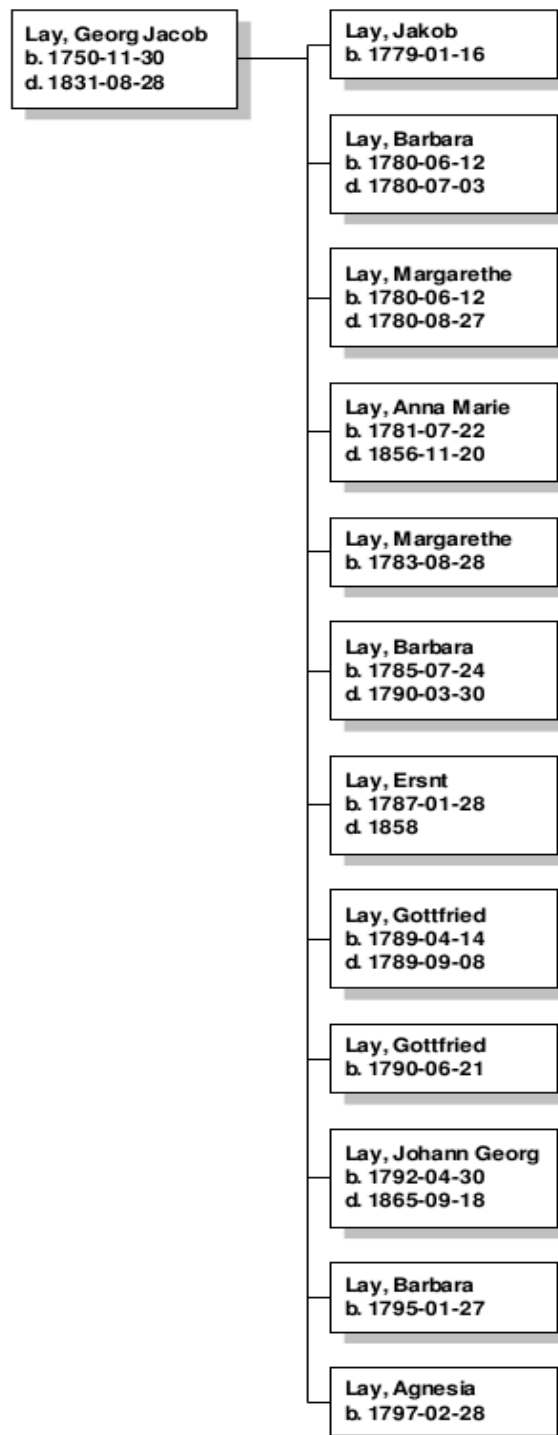 Lay, Georg Jacob
b. 1750-11-30
d. 1831-08-28
Lay, Jakob
b. 1779-01-16
Lay, Barbara
b. 1780-06-12
d. 1780-07-03
Lay, Margarethe
b. 1780-06-12
d. 1780-08-27
Lay, Anna Marie
b. 1781-07-22
d. 1856-11-20
Lay, Margarethe
b. 1783-08-28
Lay, Barbara
b. 1785-07-24
d. 1790-03-30
Lay, Ersnt
b. 1787-01-28
d. 1858
Lay, Gottfried
b. 1789-04-14
d. 1789-09-08
Lay, Gottfried
b. 1790-06-21
Lay, Johann Georg
b. 1792-04-30
d. 1865-09-18
Lay, Barbara
b. 1795-01-27
Lay, Agnesia
b. 1797-02-28